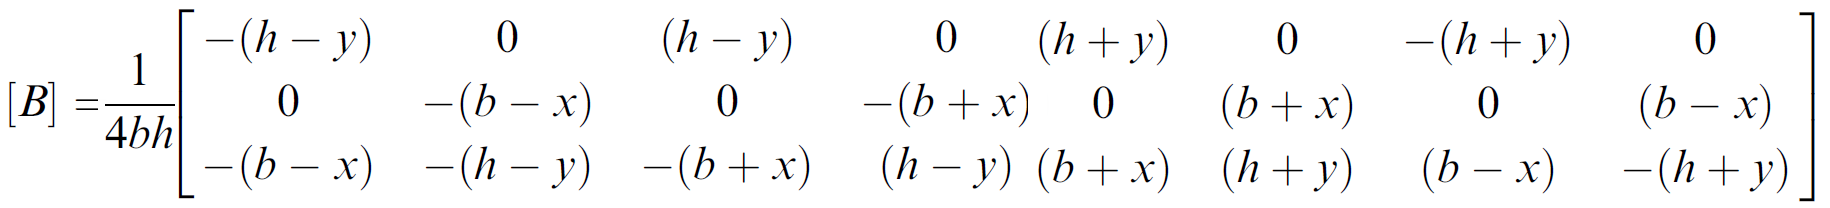 −(h − y) 0 (h − y) 0 (h + y) 0 −(h + y) 0
[B] = 1/4bh 0 −(b − x) 0 −(b + x) 0 (b + x) 0 (b − x)
−(b − x) −(h − y) −(b + x) (h − y) (b + x) (h + y) (b − x) −(h + y)